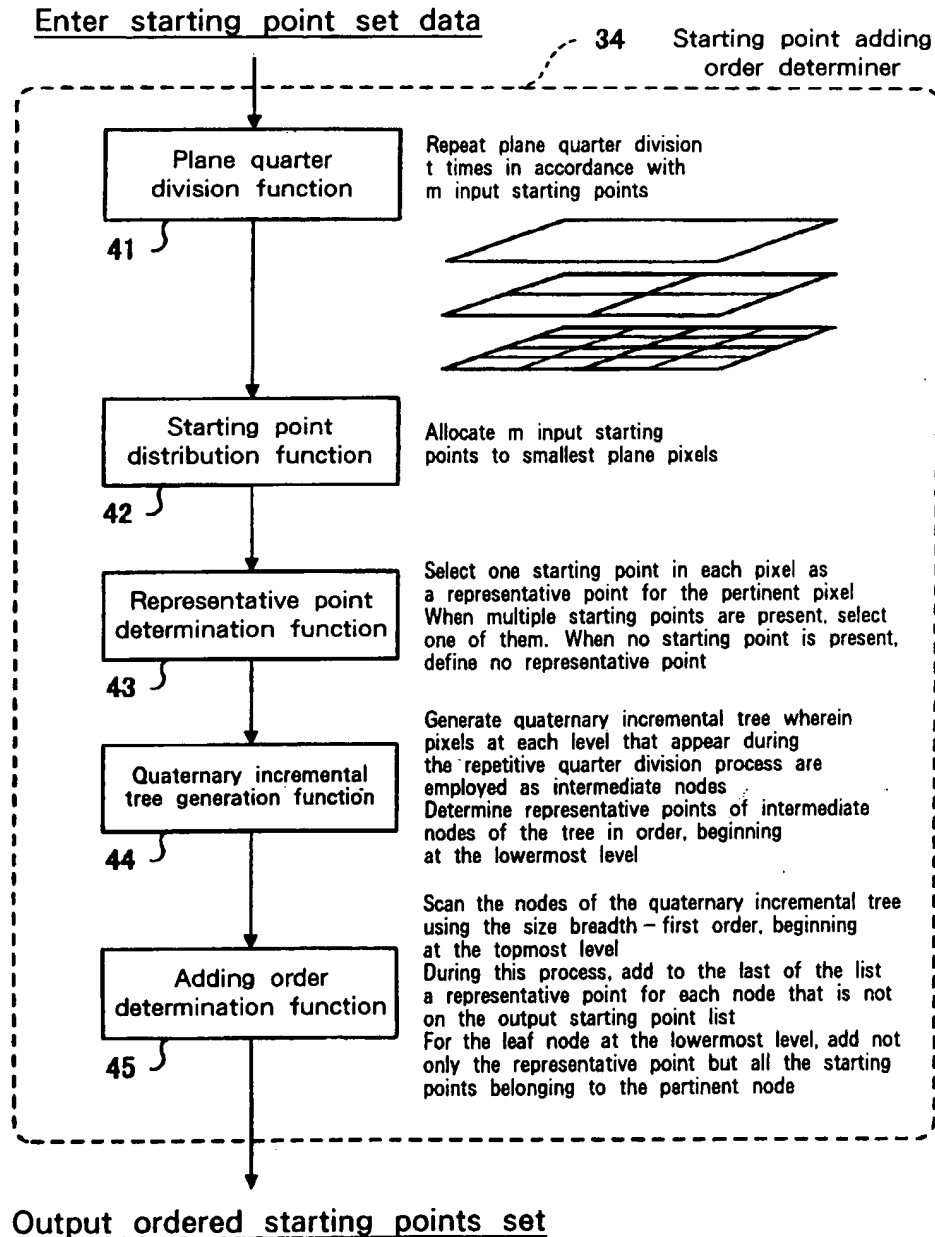 Enter starting point set data
34 Starting point adding
order determiner
Plane quarter
division function
41
Repeat plane quarter division
t times in accordance with
m input starting points
Starting point
distribution function
42
Allocate m input starting
points to smallest plane pixels
Representative point
determination function
43
Select one starting point in each pixel as
a representative point for the pertinent pixel
When multiple starting points are present, select
one of them. When no starting point is present,
define no representative point
Quaternary incremental
tree generation function
44
Generate quaternary incremental tree wherein
pixels at each level that appear during
the repetitive quarter division process are
employed as intermediate nodes
Determine representative points of intermediate
nodes of the tree in order, beginning
at the lowermost level
Adding order
determination function
45
Scan the nodes of the quaternary incremental tree
using the size breadth – first order, beginning
at the topmost level
During this process, add to the last of the list
a representative point for each node that is not
on the output starting point list
For the leaf node at the lowermost level, add not
only the representative point but all the starting
points belonging to the pertinent node
Output ordered starting points set